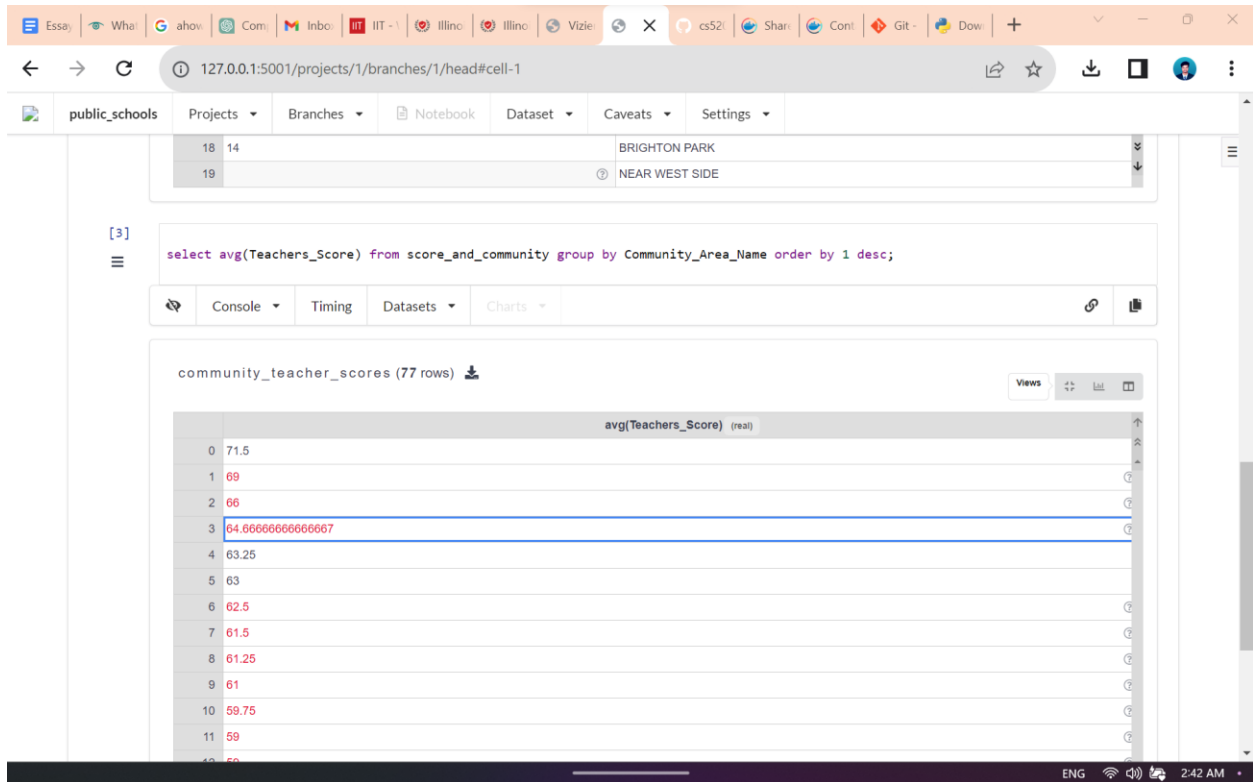 Essay What ahow Com Inbo IIT - \ Illino Illino Vizier cs52( Share Cont Git - Dow
127.0.0.1:5001/projects/1/branches/1/head#cell-1
public_schools Projects Branches Notebook Dataset Caveats Settings
18 14 BRIGHTON PARK
19 NEAR WEST SIDE
[3]
select avg(Teachers_Score) from score_and_community group by Community_Area_Name order by 1 desc;
Console Timing Datasets Charts
community_teacher_scores (77 rows)
Views
avg(Teachers_Score) (real)
0 71.5
1 69
2 66
3 64.66666666666667
4 63.25
5 63
6 62.5
7 61.5
8 61.25
9 61
10 59.75
11 59
ENG 2:42 AM